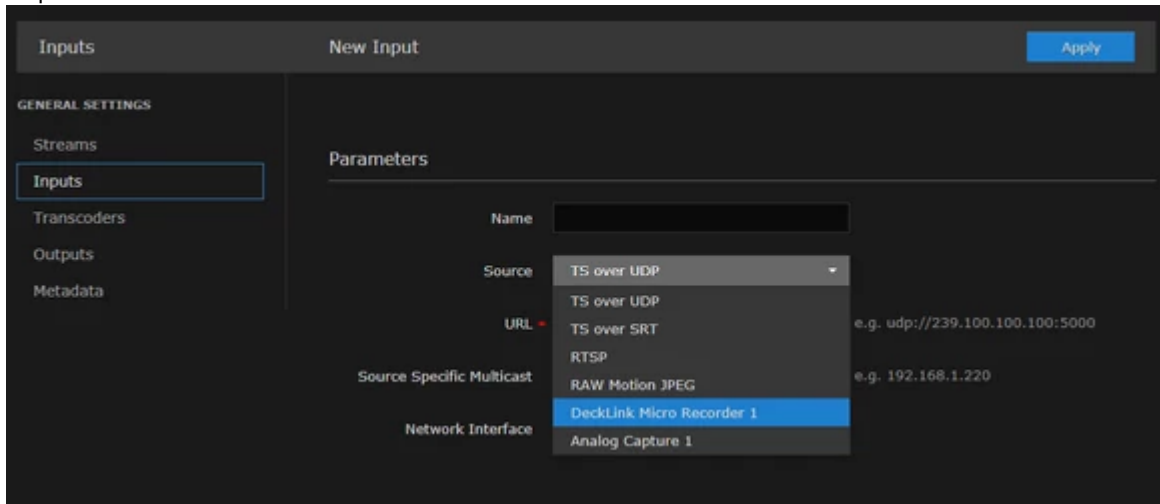 Inputs
New Input
Apply
GENERAL SETTINGS
Streams
Inputs
Transcoders
Outputs
Metadata
Parameters
Name
Source
TS over UDP
TS over UDP
TS over SRT
RTSP
RAW Motion JPEG
DeckLink Micro Recorder 1
Analog Capture 1
URL *
e.g. udp://239.100.100.100:5000
Source Specific Multicast
e.g. 192.168.1.220
Network Interface